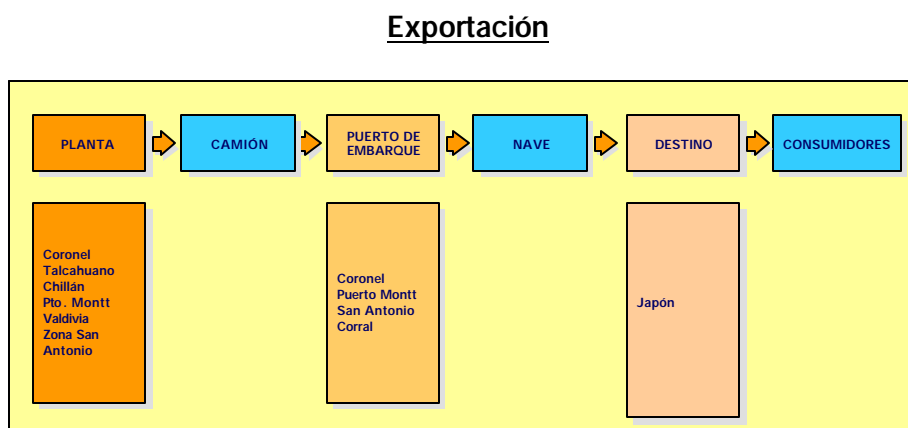 Exportación
PLANTA
CAMIÓN
PUERTO DE
EMBARQUE
NAVE
DESTINO
CONSUMIDORES
Coronel
Talcahuano
Chillán
Pto. Montt
Valdivia
Zona San
Antonio
Coronel
Puerto Montt
San Antonio
Corral
Japón